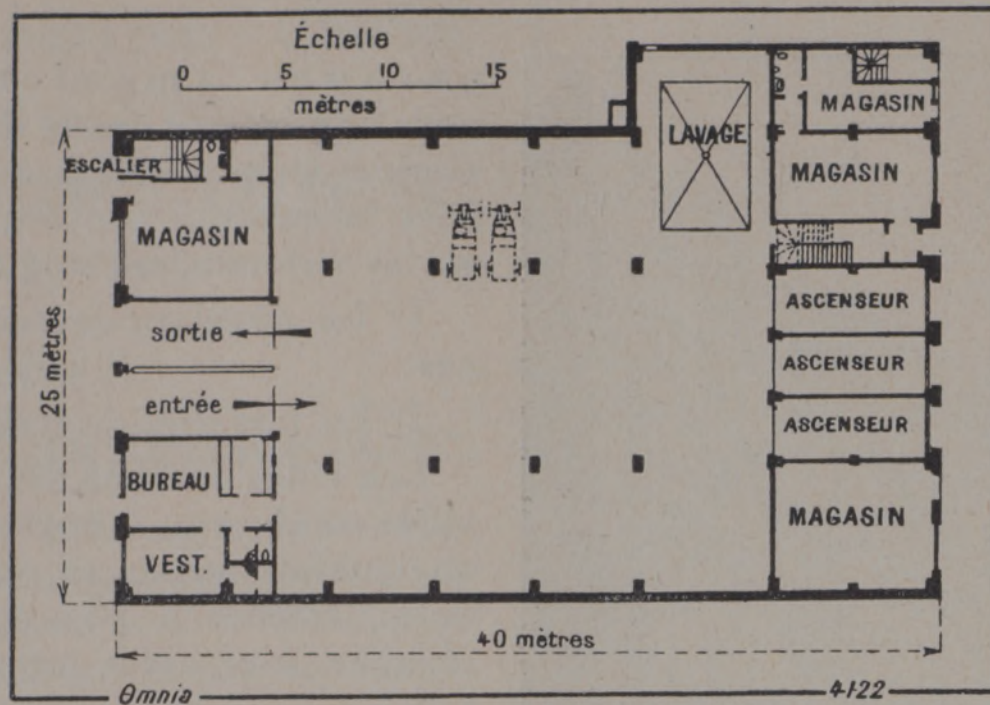 Échelle
0 5 10 15
mètres
ESCALIER
MAGASIN
LAVAGE
MAGASIN
MAGASIN
sortie
entrée
25 mètres
ASCENSEUR
ASCENSEUR
ASCENSEUR
BUREAU
VEST.
MAGASIN
40 mètres
Omnia
4122